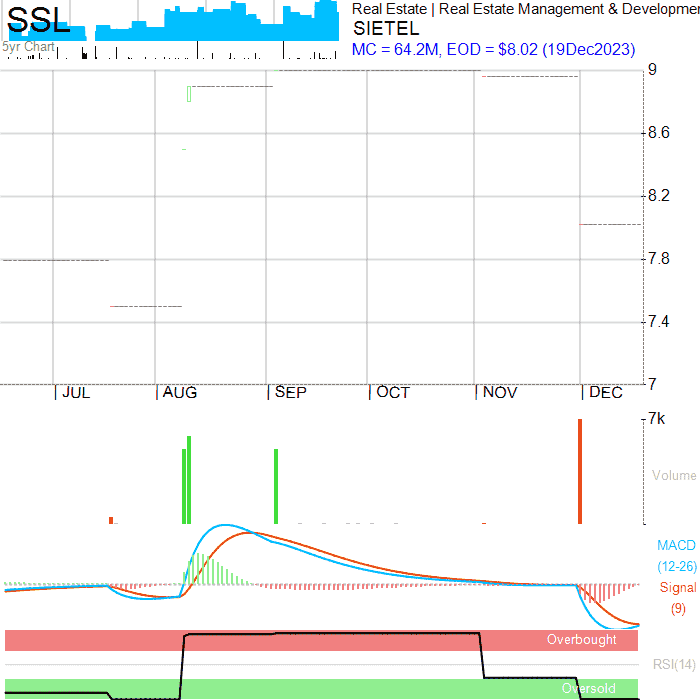 SSL
5yr Chart
Real Estate | Real Estate Management & Developmen
SIETEL
MC = 64.2M, EOD = $8.02 (19Dec2023)
9
8.6
8.2
7.8
7.4
7
JUL AUG SEP OCT NOV DEC
7k
Volume
MACD
(12-26)
Signal
(9)
Overbought
RSI(14)
Oversold